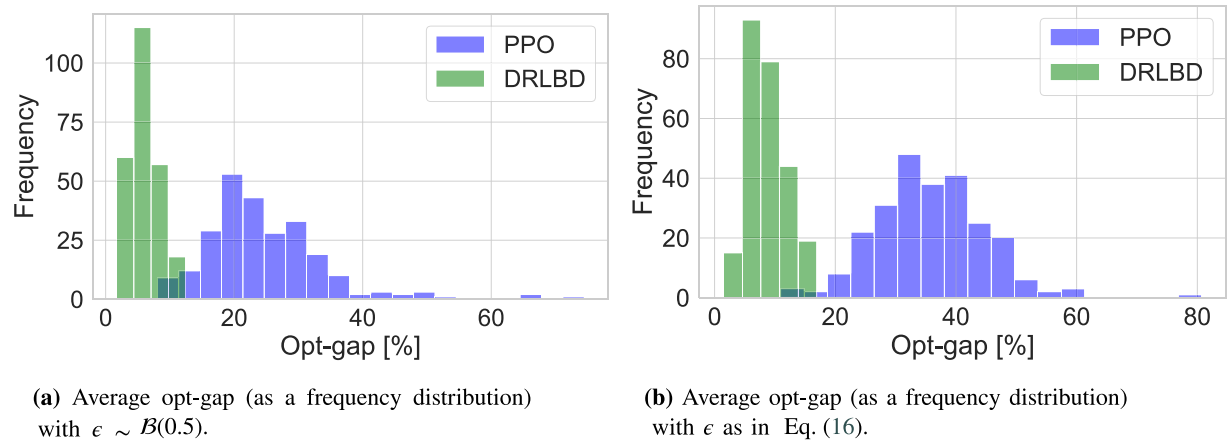 PPO
DRLBD
Frequency
100
75
50
25
0
0 20 40 60
Opt-gap [%]
(a) Average opt-gap (as a frequency distribution)
with ϵ ∼ ℬ(0.5).
PPO
DRLBD
Frequency
80
60
40
20
0
0 20 40 60 80
Opt-gap [%]
(b) Average opt-gap (as a frequency distribution)
with ϵ as in Eq. (16).